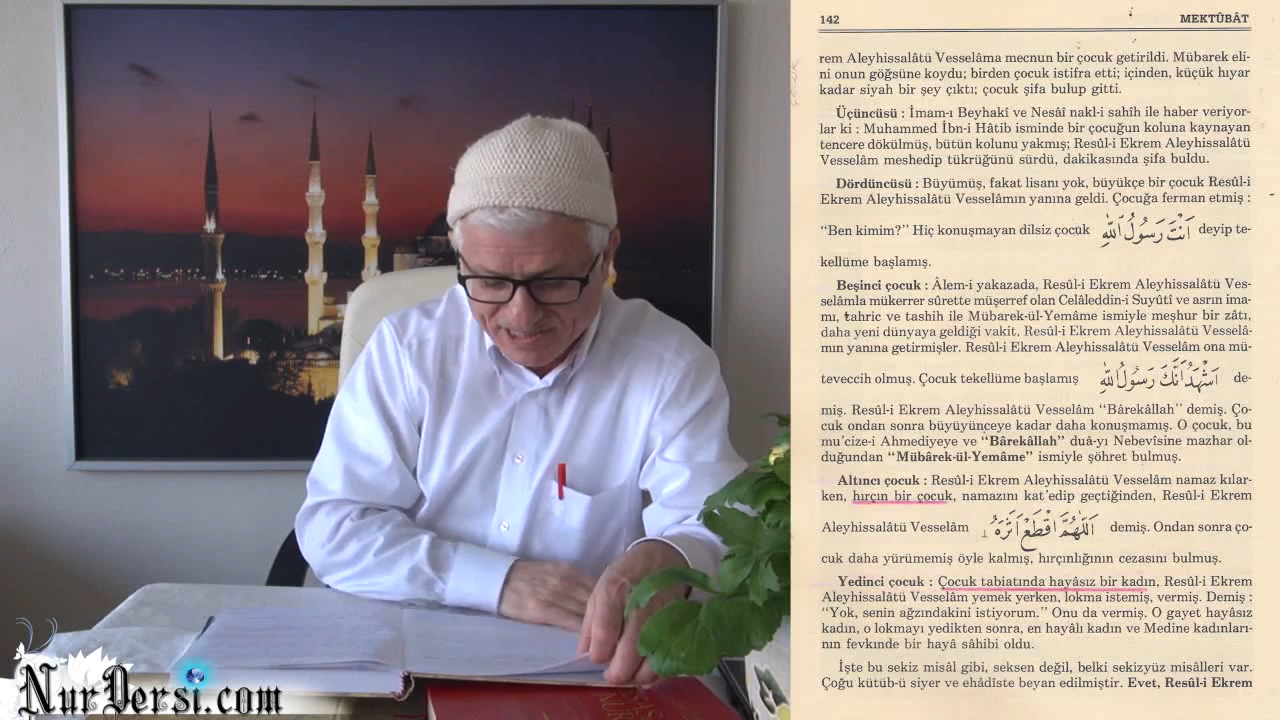 142
MEKTÛBÂT
rem Aleyhissalâtü Vesselâma mecnun bir çocuk getirildi. Mübarek eli-
ni onun göğsüne koydu; birden çocuk istifra etti; içinden, küçük hıyar
kadar siyah bir şey çıktı; çocuk şifa bulup gitti.
Üçüncüsü : İmam-ı Beyhakî ve Nesâî nakl-i sahîh ile haber veriyor-
lar ki : Muhammed İbn-i Hâtib isminde bir çocuğun koluna kaynayan
tencere dökülmüş, bütün kolunu yakmış; Resûl-i Ekrem Aleyhissalâtü
Vesselâm meshedip tükrüğünü sürdü, dakikasında şifa buldu.
Dördüncüsü : Büyümüş, fakat lisanı yok, büyükçe bir çocuk Resûl-i
Ekrem Aleyhissalâtü Vesselâmın yanına geldi. Çocuğa ferman etmiş :
“Ben kimim?” Hiç konuşmayan dilsiz çocuk اَنْتَ رَسُولُ اللّٰهِ deyip te-
kellüme başlamış.
Beşinci çocuk : Âlem-i yakazada, Resûl-i Ekrem Aleyhissalâtü Ves-
selâmla mükerrer sûrette müşerref olan Celâleddin-i Suyûtî ve asrın ima-
mı, tahric ve tashih ile Mübarek-ül-Yemâme ismiyle meşhur bir zâtı,
daha yeni dünyaya geldiği vakit, Resûl-i Ekrem Aleyhissalâtü Vesselâ-
mın yanına getirmişler. Resûl-i Ekrem Aleyhissalâtü Vesselâm ona mü-
teveccih olmuş. Çocuk tekellüme başlamış اَشْهَدُ اَنَّكَ رَسُولُ اللّٰهِ de-
miş. Resûl-i Ekrem Aleyhissalâtü Vesselâm “Bârekâllah” demiş. Ço-
cuk ondan sonra büyüyünceye kadar daha konuşmamış. O çocuk, bu
mu’cize-i Ahmediyeye ve “Bârekâllah” duâ-yı Nebevîsine mazhar ol-
duğundan “Mübârek-ül-Yemâme” ismiyle şöhret bulmuş.
Altıncı çocuk : Resûl-i Ekrem Aleyhissalâtü Vesselâm namaz kılar-
ken, hırçın bir çocuk, namazını kat’edip geçtiğinden, Resûl-i Ekrem
Aleyhissalâtü Vesselâm اَللّٰهُمَّ اقْطَعْ اَثَرَهُ demiş. Ondan sonra ço-
cuk daha yürümemiş öyle kalmış, hırçınlığının cezasını bulmuş.
Yedinci çocuk : Çocuk tabiatında hayâsız bir kadın, Resûl-i Ekrem
Aleyhissalâtü Vesselâm yemek yerken, lokma istemiş, vermiş. Demiş :
“Yok, senin ağzındakini istiyorum.” Onu da vermiş. O gayet hayâsız
kadın, o lokmayı yedikten sonra, en hayâlı kadın ve Medine kadınları-
nın fevkınde bir hayâ sâhibi oldu.
İşte bu sekiz misâl gibi, seksen değil, belki sekizyüz misâlleri var.
Çoğu kütüb-ü siyer ve ehâdiste beyan edilmiştir. Evet, Resûl-i Ekrem
NurDersi.com